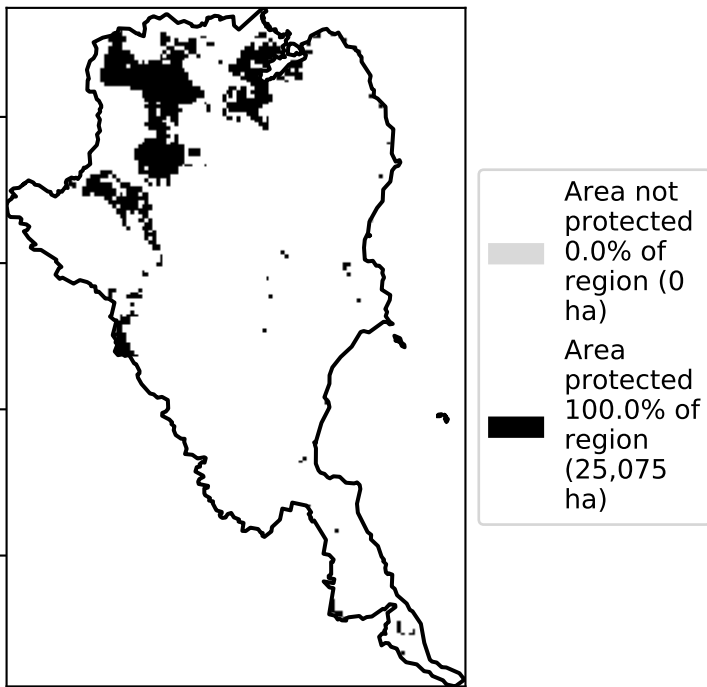 Area not
protected
0.0% of
region (0
ha)
Area
protected
100.0% of
region
(25,075
ha)